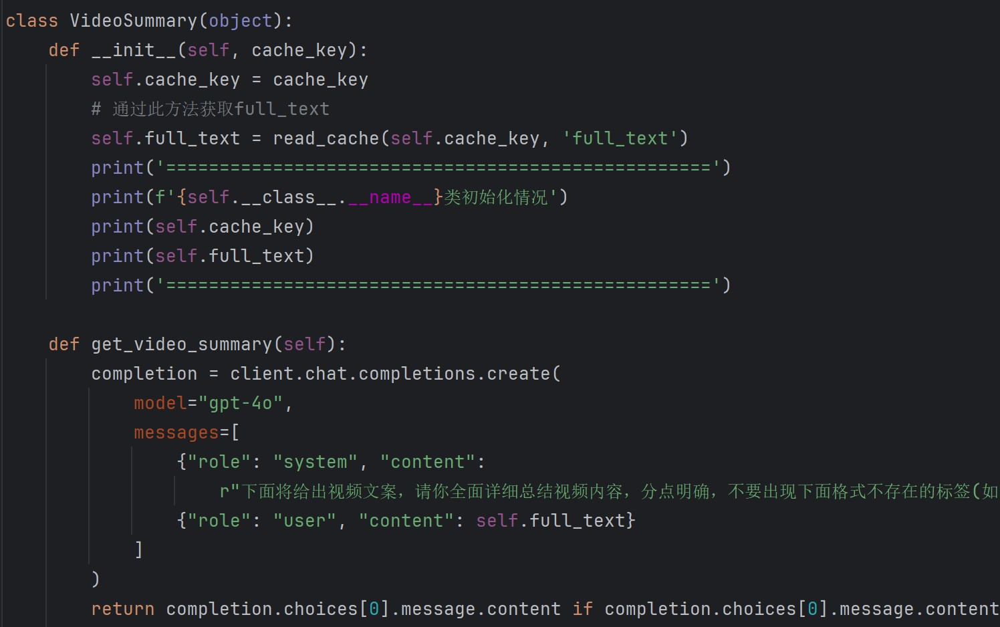 class VideoSummary(object):
def __init__(self, cache_key):
self.cache_key = cache_key
# 通过此方法获取full_text
self.full_text = read_cache(self.cache_key, 'full_text')
print('===================================================')
print(f'{self.__class__.__name__}类初始化情况')
print(self.cache_key)
print(self.full_text)
print('===================================================')
def get_video_summary(self):
completion = client.chat.completions.create(
model="gpt-4o",
messages=[
{"role": "system", "content":
r"下面将给出视频文案，请你全面详细总结视频内容，分点明确，不要出现下面格式不存在的标签(如
{"role": "user", "content": self.full_text}
]
)
return completion.choices[0].message.content if completion.choices[0].message.content